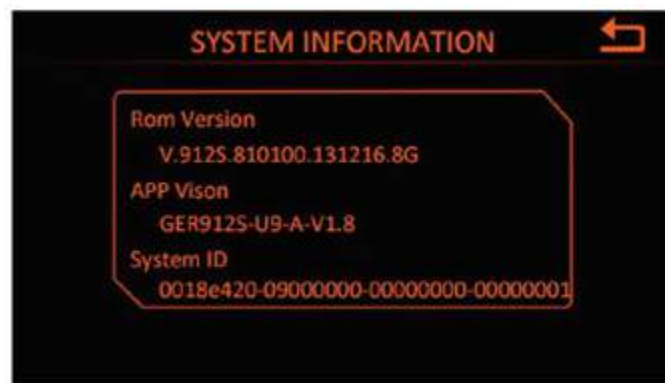 SYSTEM INFORMATION
Rom Version
V.912S.810100.131216.8G
APP Vison
GER912S-U9-A-V1.8
System ID
0018e420-09000000-00000000-00000001